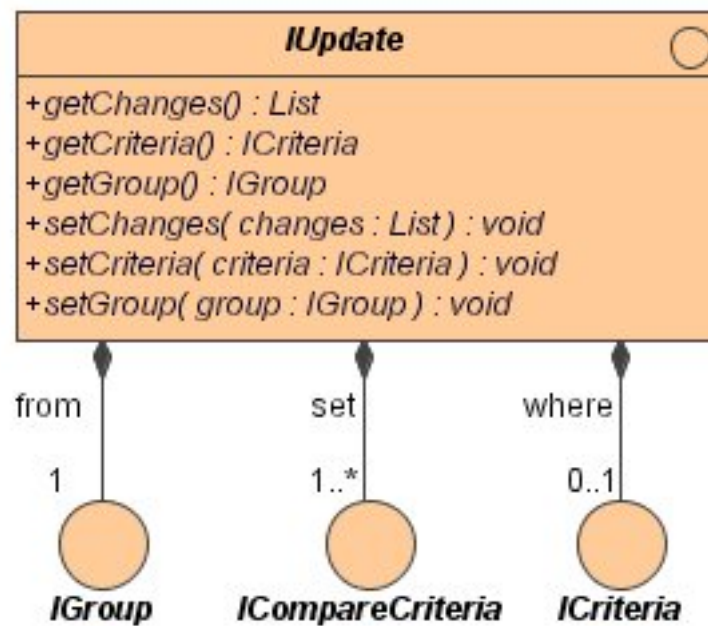 IUpdate
+getChanges() : List
+getCriteria() : ICriteria
+getGroup() : IGroup
+setChanges( changes : List ) : void
+setCriteria( criteria : ICriteria ) : void
+setGroup( group : IGroup ) : void
from set where
1 1..* 0..1
IGroup ICompareCriteria ICriteria